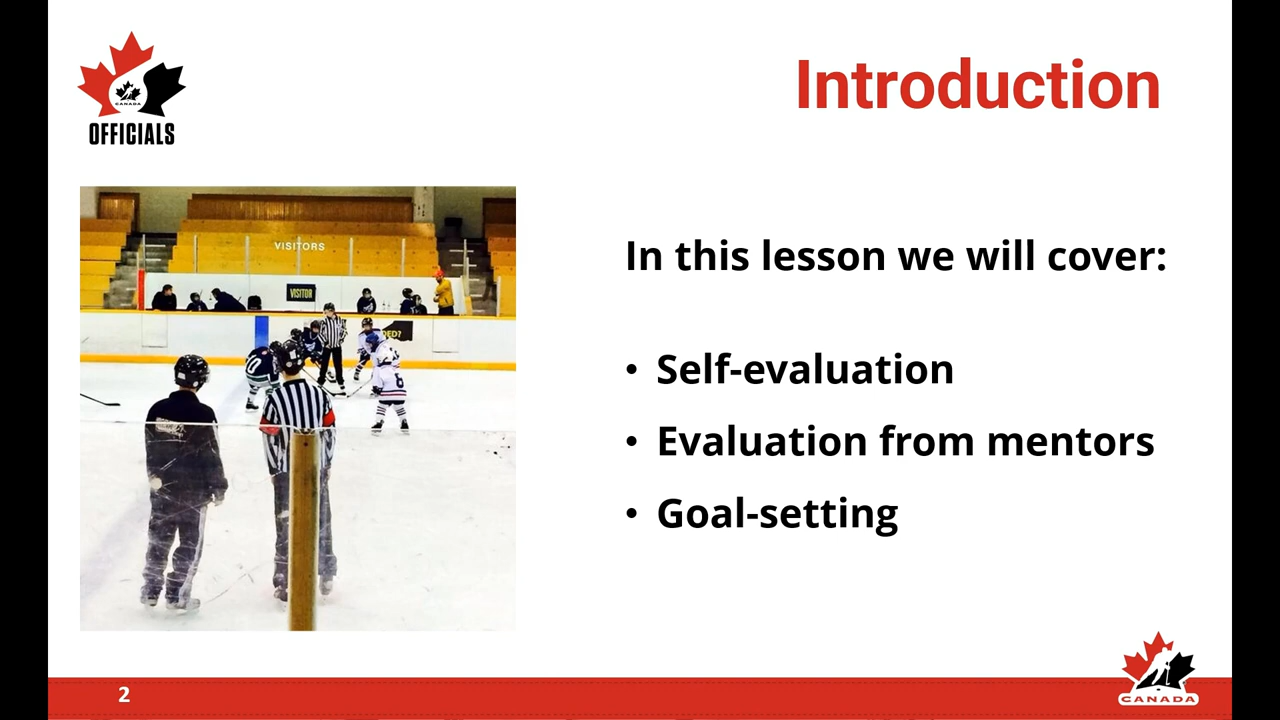 Introduction
CANADA
OFFICIALS
VISITORS
VISITOR
In this lesson we will cover:
• Self-evaluation
• Evaluation from mentors
• Goal-setting
2
CANADA